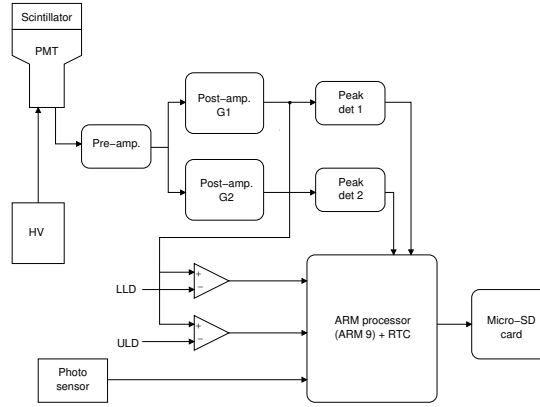 Scintillator
PMT
Post-amp.
G1
Peak
det 1
Pre-amp.
Post-amp.
G2
Peak
det 2
HV
+
LLD
−
ARM processor
(ARM 9) + RTC
Micro−SD
card
+
ULD
−
Photo
sensor